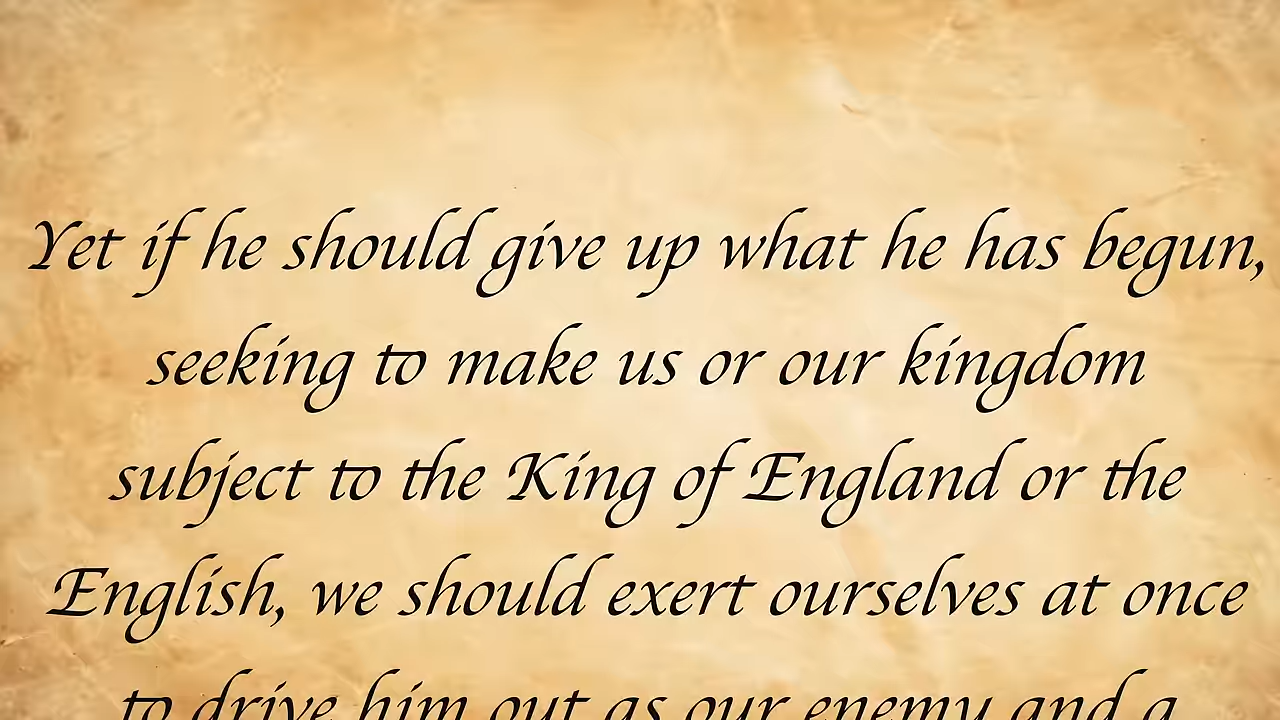 Yet if he should give up what he has begun,
seeking to make us or our kingdom
subject to the King of England or the
English, we should exert ourselves at once
to drive him out as our enemy and a